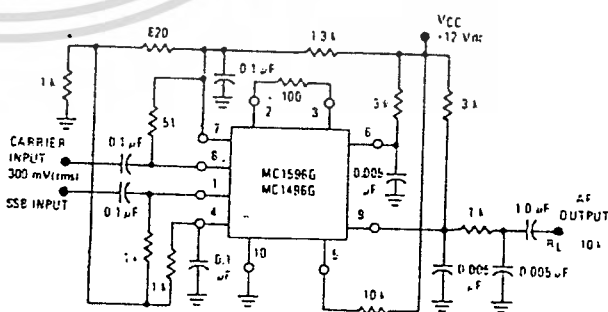 VCC
+12 Vdc
E20
1.3 k
1 k
0.1 µF
51
100
2
3
3 k
3 k
7
6
CARRIER
INPUT
300 mV(rms)
0.1 µF
8
MC1596G
MC1496G
0.005
µF
SSB INPUT
0.1 µF
1
4
9
1 k
1.0 µF
AF
OUTPUT
RL
10 k
1 k
0.1
µF
10
5
10 k
0.005
µF
0.005 µF